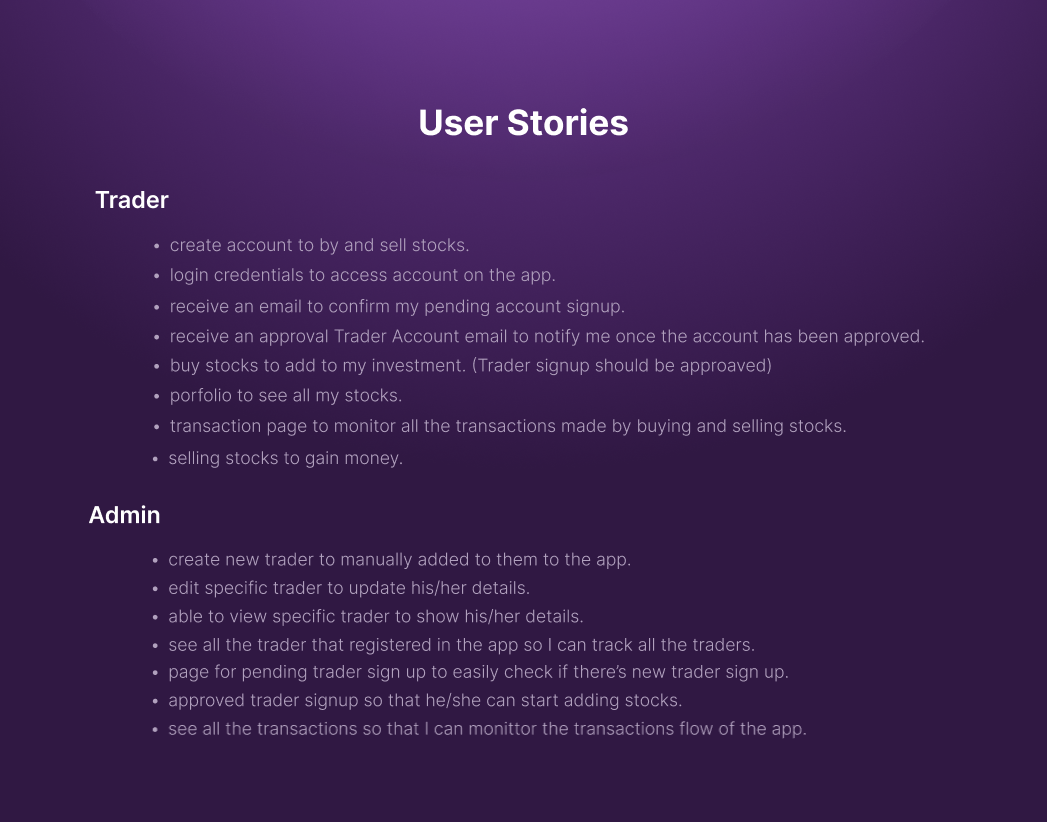 User Stories
Trader
• create account to by and sell stocks.
• login credentials to access account on the app.
• receive an email to confirm my pending account signup.
• receive an approval Trader Account email to notify me once the account has been approved.
• buy stocks to add to my investment. (Trader signup should be approaved)
• porfolio to see all my stocks.
• transaction page to monitor all the transactions made by buying and selling stocks.
• selling stocks to gain money.
Admin
• create new trader to manually added to them to the app.
• edit specific trader to update his/her details.
• able to view specific trader to show his/her details.
• see all the trader that registered in the app so I can track all the traders.
• page for pending trader sign up to easily check if there’s new trader sign up.
• approved trader signup so that he/she can start adding stocks.
• see all the transactions so that I can monittor the transactions flow of the app.